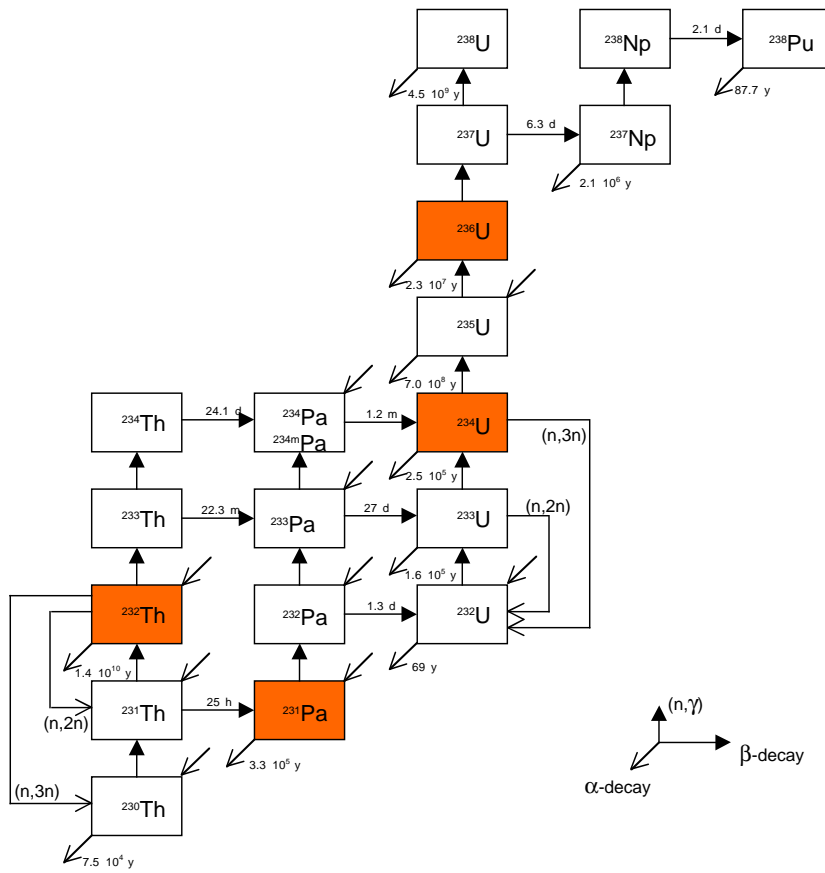 ²³⁸U
²³⁸Np
2.1 d
²³⁸Pu
4.5 10⁹ y
87.7 y
²³⁷U
6.3 d
²³⁷Np
2.1 10⁶ y
²³⁶U
2.3 10⁷ y
²³⁵U
7.0 10⁸ y
²³⁴Th
24.1 d
²³⁴Pa
²³⁴ᵐPa
1.2 m
²³⁴U
(n,3n)
2.5 10⁵ y
²³³Th
22.3 m
²³³Pa
27 d
²³³U
(n,2n)
1.6 10⁵ y
²³²Th
²³²Pa
1.3 d
²³²U
1.4 10¹⁰ y
69 y
(n,2n)
²³¹Th
25 h
²³¹Pa
3.3 10⁵ y
(n,3n)
²³⁰Th
7.5 10⁴ y
(n,γ)
β-decay
α-decay